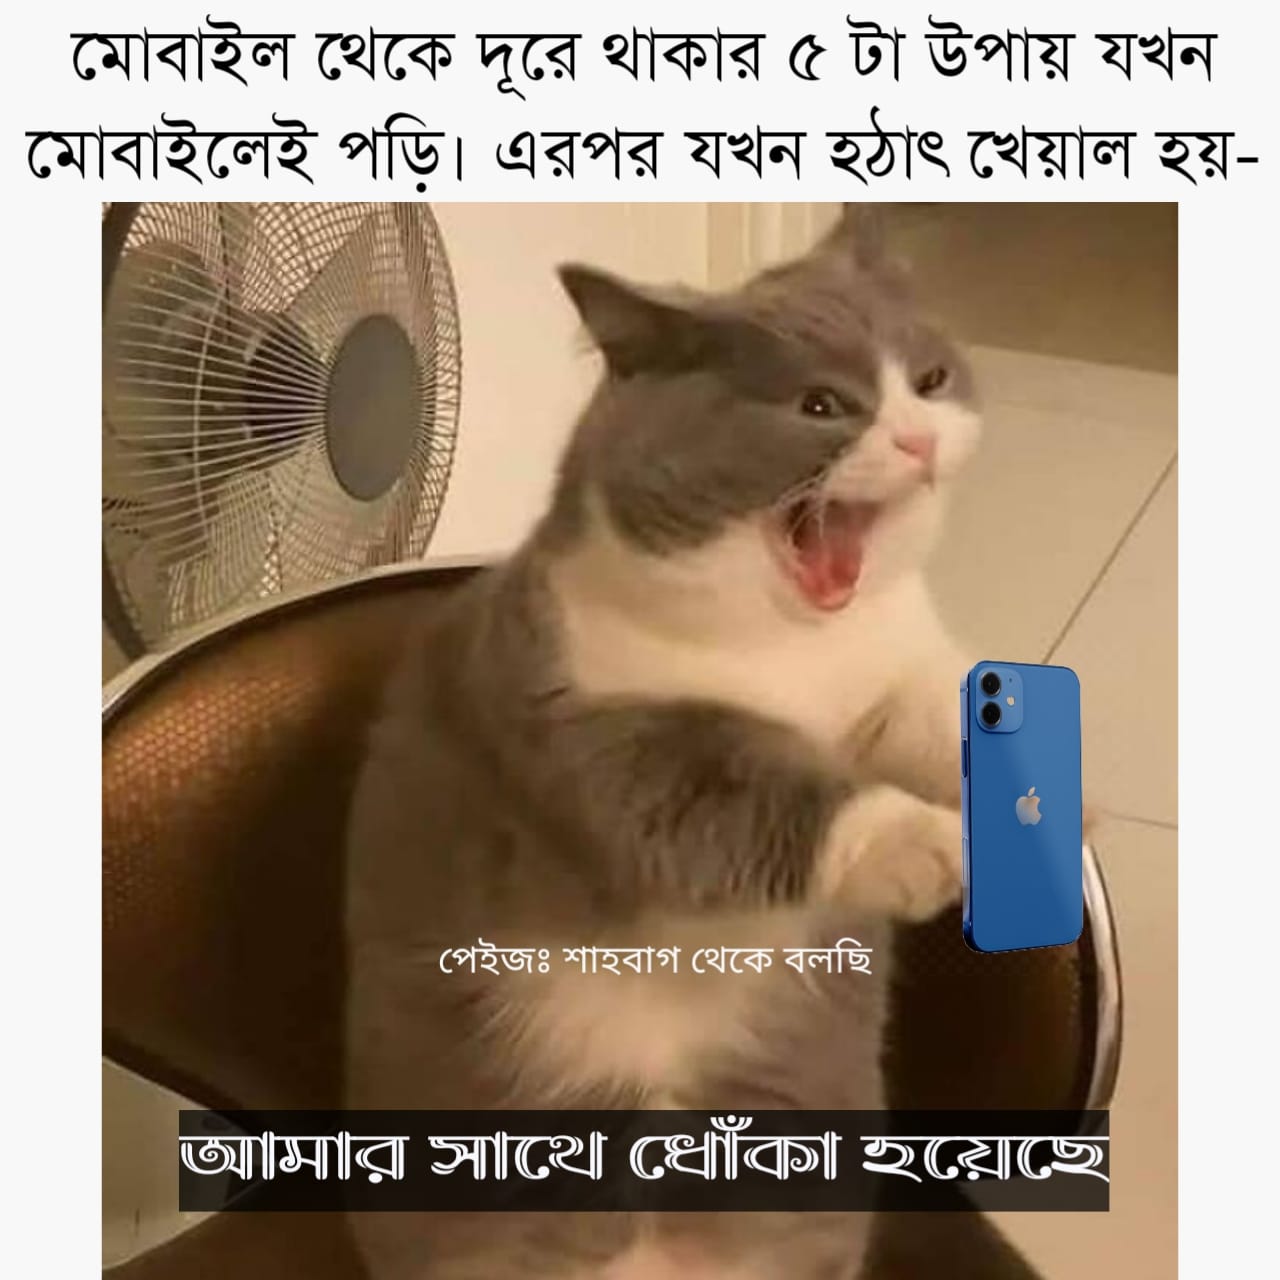 মোবাইল থেকে দূরে থাকার ৫ টা উপায় যখন
মোবাইলেই পড়ি। এরপর যখন হঠাৎ খেয়াল হয়-
পেইজঃ শাহবাগ থেকে বলছি
আমার সাথে ধোঁকা হয়েছে